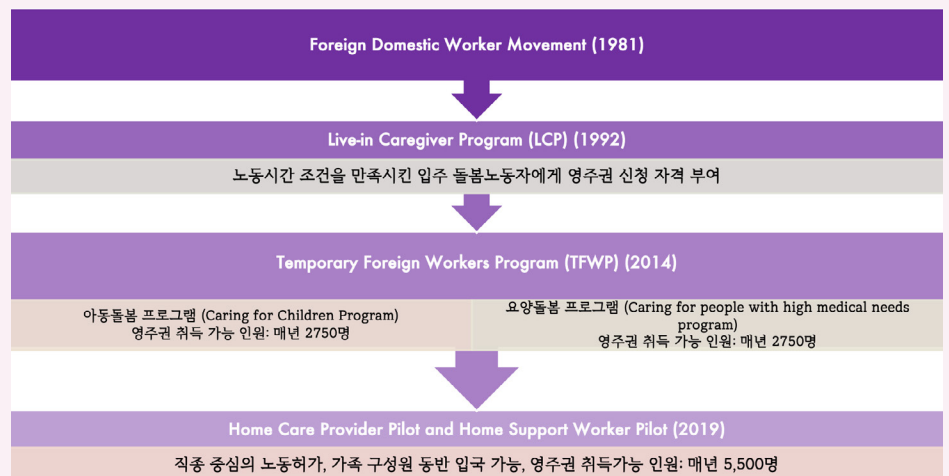 Foreign Domestic Worker Movement (1981)
Live-in Caregiver Program (LCP) (1992)
노동시간 조건을 만족시킨 입주 돌봄노동자에게 영주권 신청 자격 부여
Temporary Foreign Workers Program (TFWP) (2014)
아동돌봄 프로그램 (Caring for Children Program)
영주권 취득 가능 인원: 매년 2750명
요양돌봄 프로그램 (Caring for people with high medical needs
program)
영주권 취득 가능 인원: 매년 2750명
Home Care Provider Pilot and Home Support Worker Pilot (2019)
직종 중심의 노동허가, 가족 구성원 동반 입국 가능, 영주권 취득가능 인원: 매년 5,500명